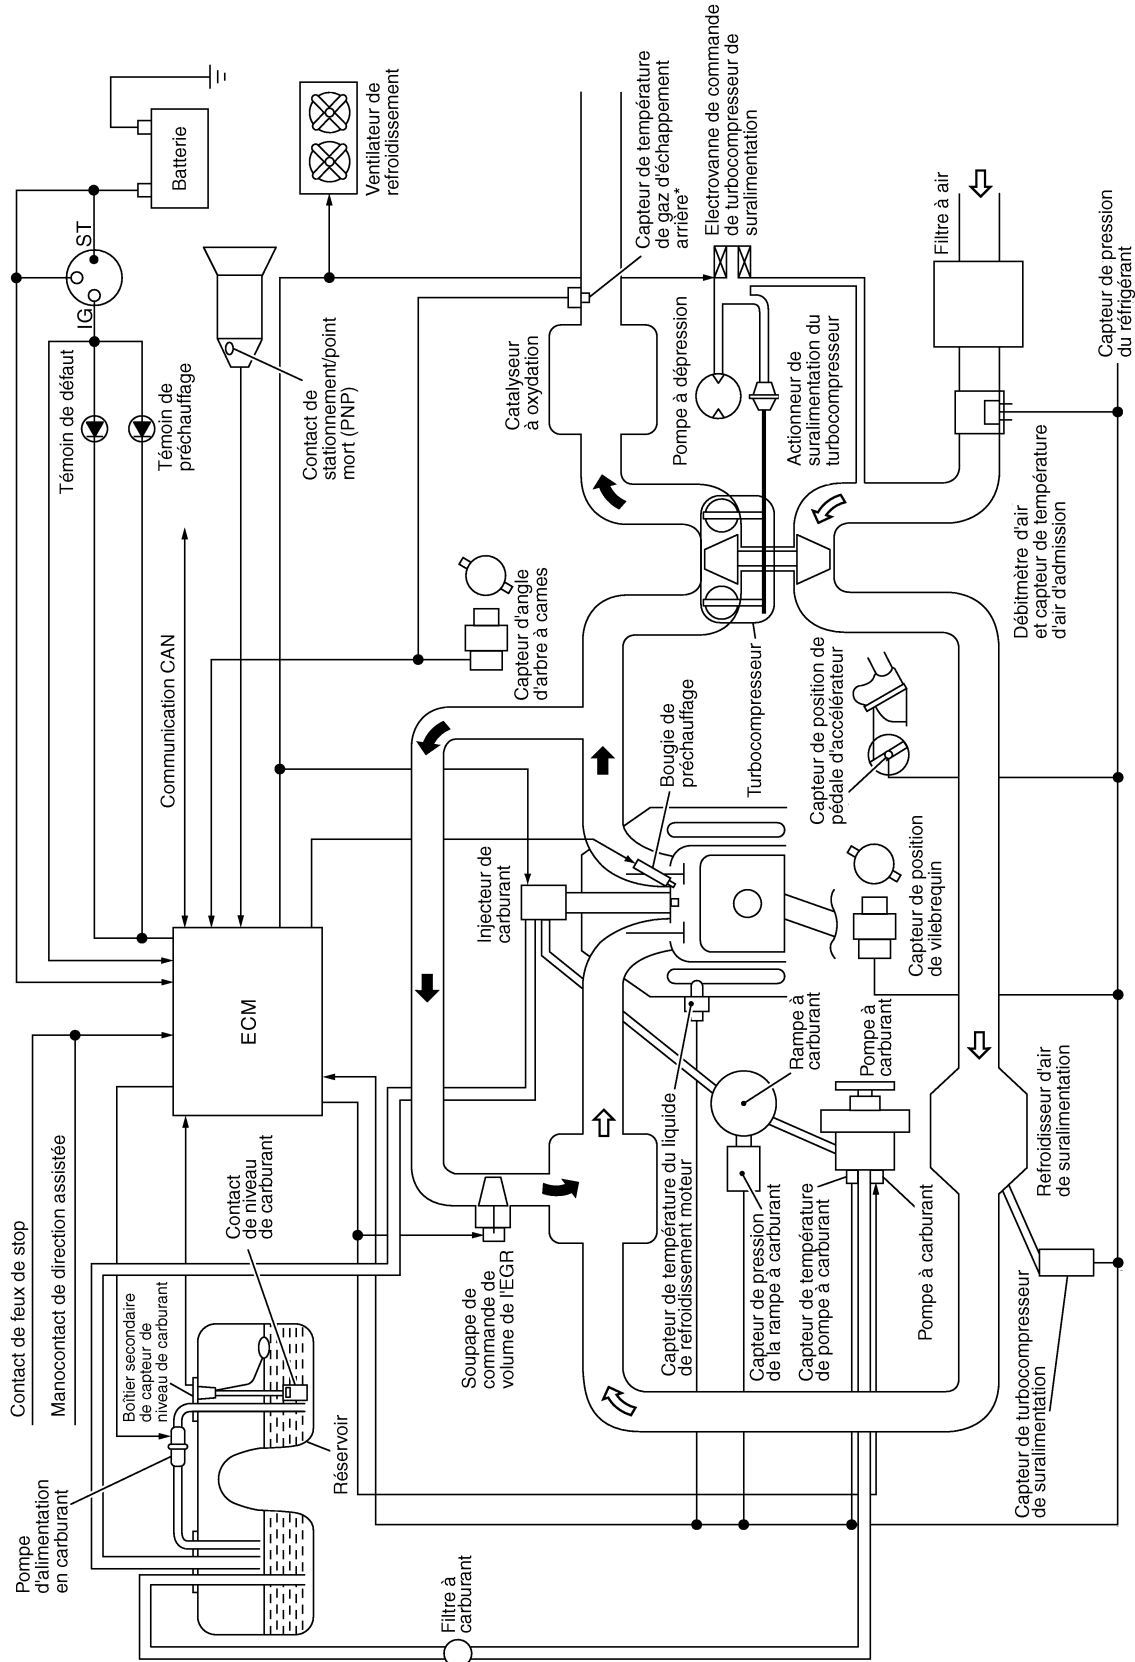 Contact de feux de stop
Manocontact de direction assistée
Pompe
d'alimentation
en carburant
Boîtier secondaire
de capteur de
niveau de carburant
Contact
de niveau
de carburant
Réservoir
Filtre à
carburant
ECM
Communication CAN
Témoin de défaut
Témoin de
préchauffage
IG
ST
Batterie
Contact de
stationnement/point
mort (PNP)
Ventilateur de
refroidissement
Capteur d'angle
d'arbre à cames
Injecteur de
carburant
Soupape de
commande de
volume de l'EGR
Catalyseur
à oxydation
Capteur de température
de gaz d'échappement
arrière*
Electrovanne de commande
de turbocompresseur de
suralimentation
Pompe à dépression
Actionneur de
suralimentation du
turbocompresseur
Bougie de
préchauffage
Turbocompresseur
Capteur de position de
pédale d'accélérateur
Capteur de position
de vilebrequin
Rampe à
carburant
Pompe à
carburant
Capteur de température du liquide
de refroidissement moteur
Capteur de pression
de la rampe à carburant
Capteur de température
de pompe à carburant
Pompe à carburant
Filtre à air
Débitmètre d'air
et capteur de température
d'air d'admission
Capteur de pression
du réfrigérant
Refroidisseur d'air
de suralimentation
Capteur de turbocompresseur
de suralimentation